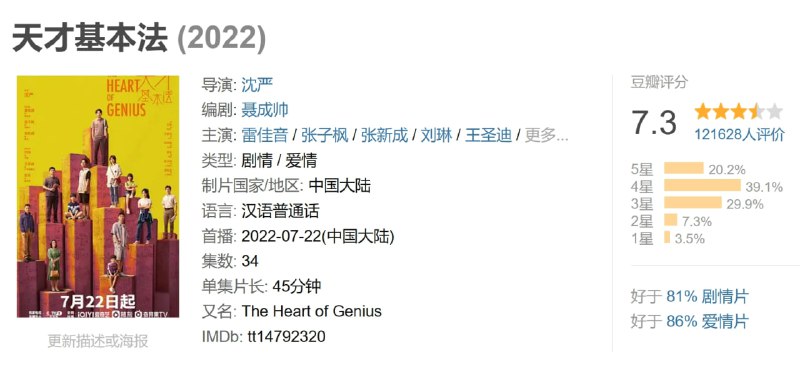 天才基本法 (2022)
HEART
OF
GENIUS
基本法
7月22日起
更新描述或海报
导演: 沈严
编剧: 聂成帅
主演: 雷佳音 / 张子枫 / 张新成 / 刘琳 / 王圣迪 / 更多...
类型: 剧情 / 爱情
制片国家/地区: 中国大陆
语言: 汉语普通话
首播: 2022-07-22(中国大陆)
集数: 34
单集片长: 45分钟
又名: The Heart of Genius
IMDb: tt14792320
豆瓣评分
7.3
121628人评价
5星 20.2%
4星 39.1%
3星 29.9%
2星 7.3%
1星 3.5%
好于 81% 剧情片
好于 86% 爱情片